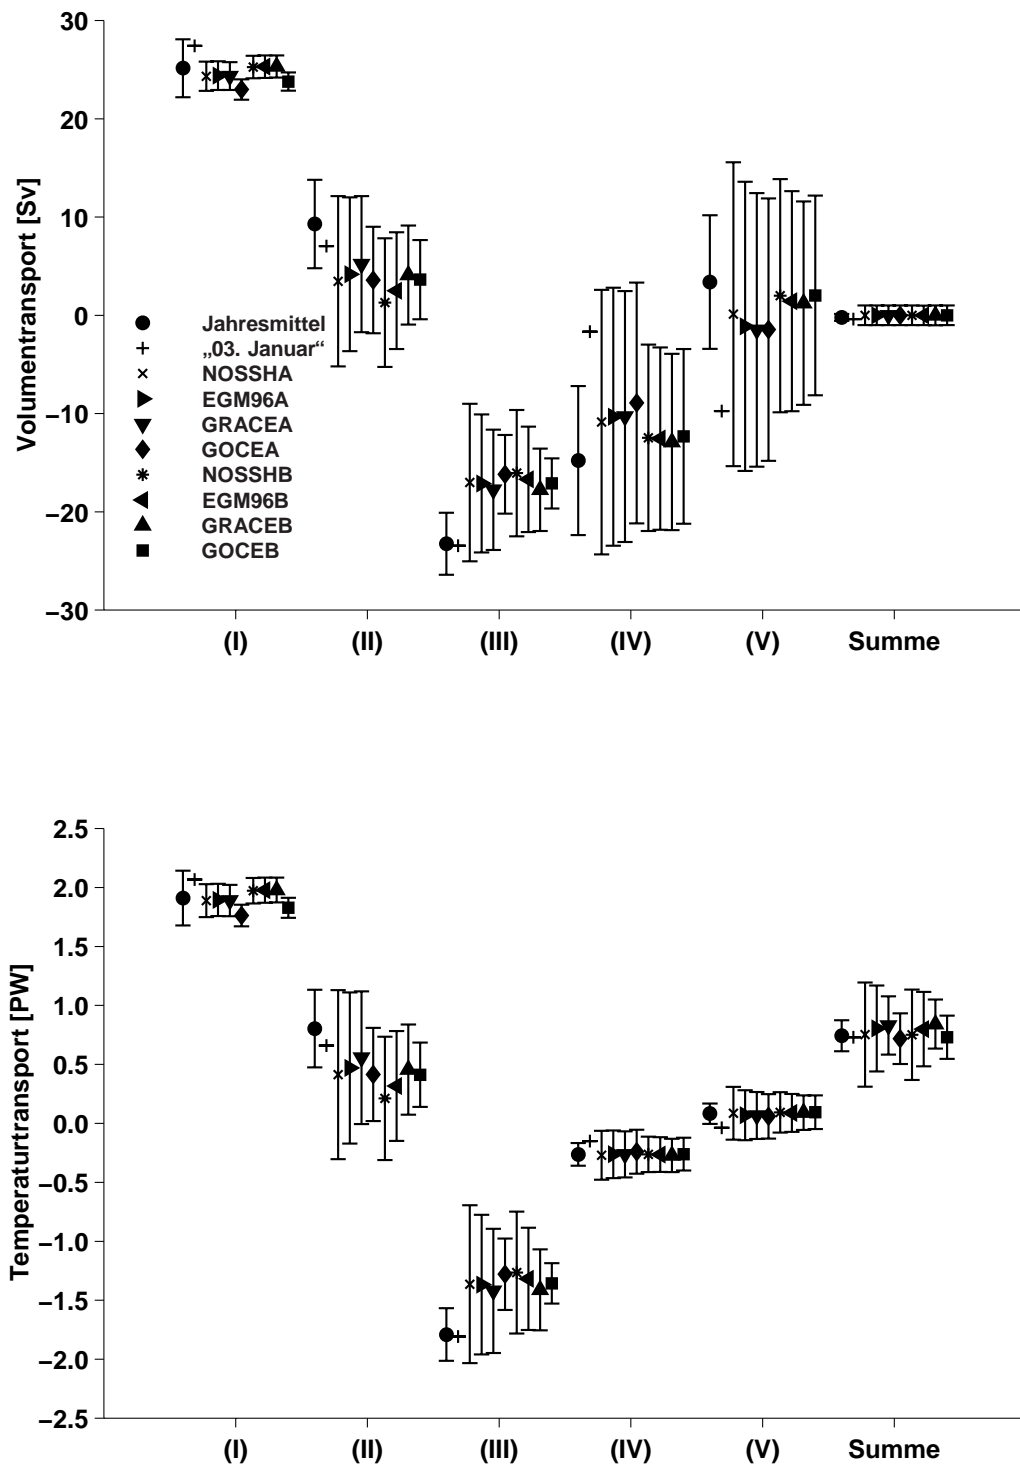 30
20
10
0
−10
−20
−30
Volumentransport [Sv]
Jahresmittel
„03. Januar“
NOSSHA
EGM96A
GRACEA
GOCEA
NOSSHB
EGM96B
GRACEB
GOCEB
(I) (II) (III) (IV) (V) Summe
2.5
2.0
1.5
1.0
0.5
0.0
−0.5
−1.0
−1.5
−2.0
−2.5
Temperaturtransport [PW]
(I) (II) (III) (IV) (V) Summe